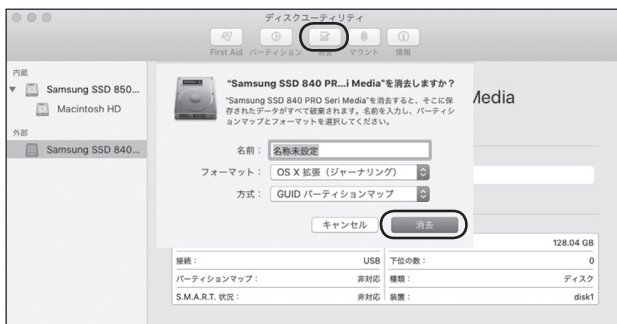 ディスクユーティリティ
First Aid パーティション 消去 マウント 情報
内蔵
Samsung SSD 850...
Macintosh HD
外部
Samsung SSD 840...
"Samsung SSD 840 PR...i Media"を消去しますか？
"Samsung SSD 840 PRO Seri Media"を消去すると、そこに保
存されたデータがすべて破棄されます。名前を入力し、パーティシ
ョンマップとフォーマットを選択してください。
名前： 名称未設定
フォーマット： OS X 拡張（ジャーナリング）
方式： GUID パーティションマップ
キャンセル 消去
Media
128.04 GB
接続： USB 下位の数： 0
パーティションマップ： 非対応 種類： ディスク
S.M.A.R.T. 状況： 非対応 装置： disk1